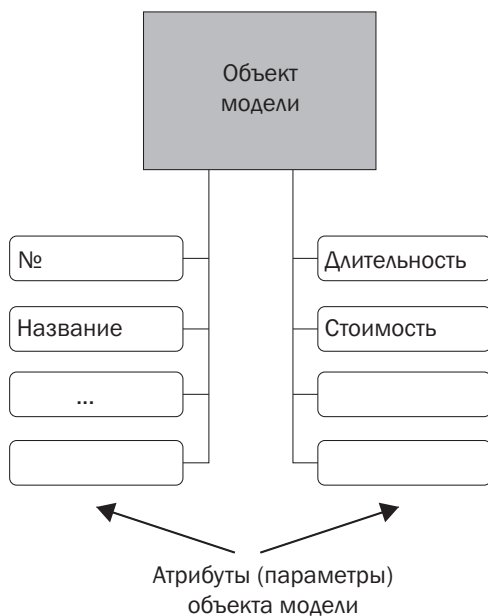 Объект
модели
№
Длительность
Название
Стоимость
...
Атрибуты (параметры)
объекта модели